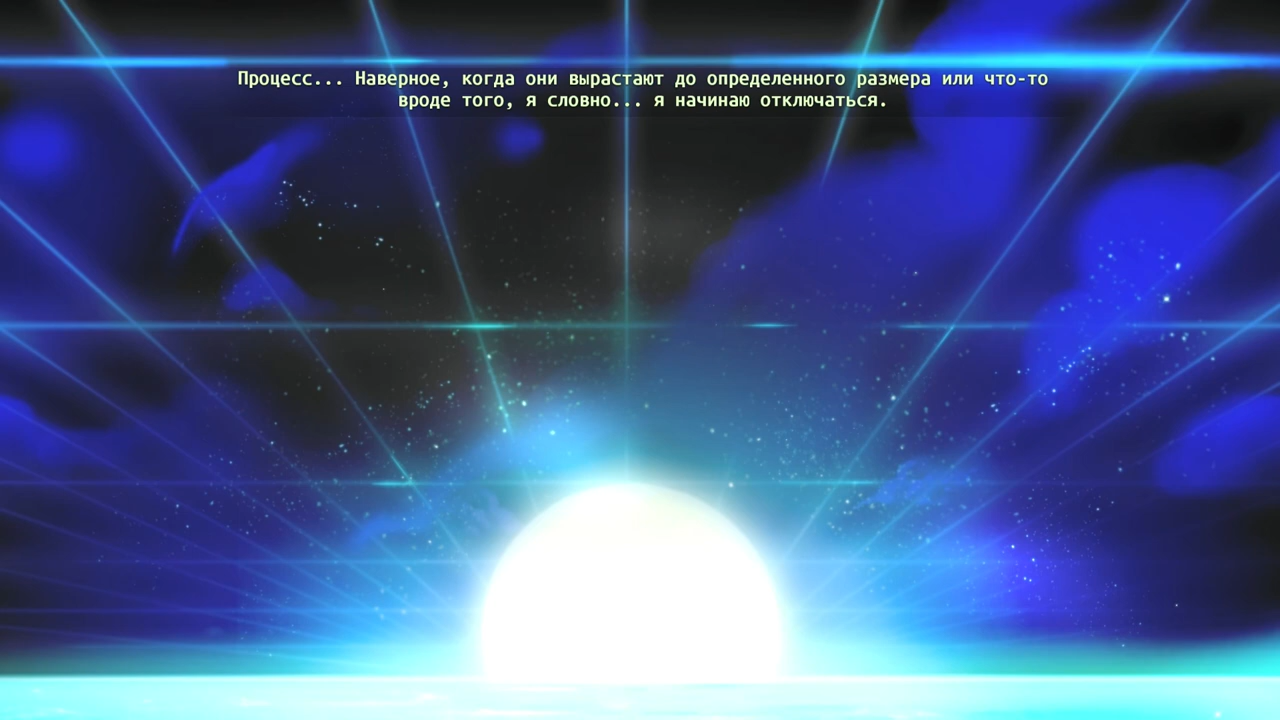 Процесс... Наверное, когда они вырастают до определенного размера или что-то
вроде того, я словно... я начинаю отключаться.